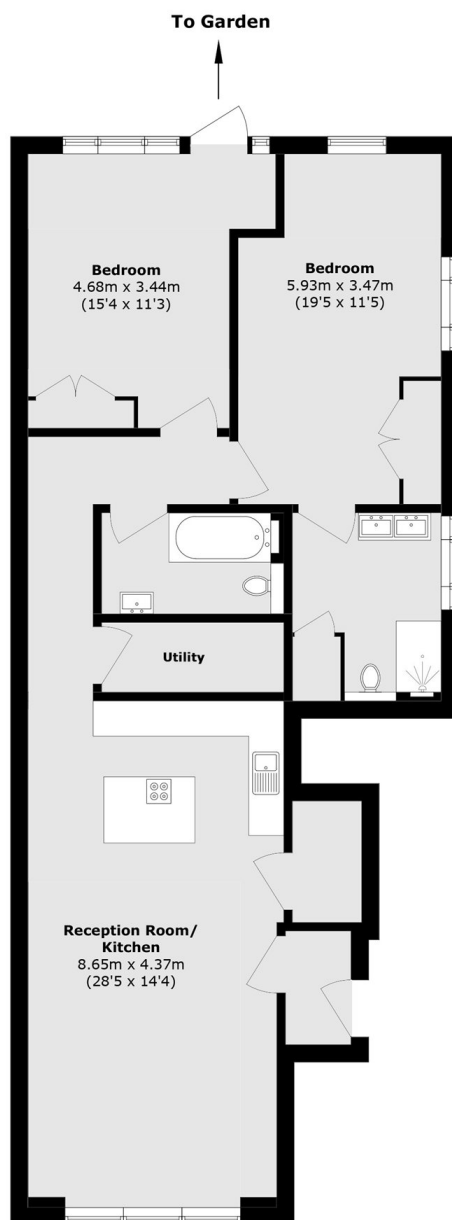 To Garden
Bedroom
4.68m x 3.44m
(15'4 x 11'3)
Bedroom
5.93m x 3.47m
(19'5 x 11'5)
Utility
Reception Room/
Kitchen
8.65m x 4.37m
(28'5 x 14'4)